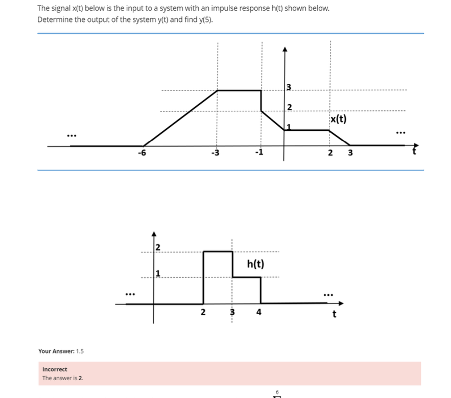 The signal x(t) below is the input to a system with an impulse response h(t) shown below.
Determine the output of the system y(t) and find y(5).
3
2
1
x(t)
...
...
-6
-3
-1
2
3
t
2
h(t)
1
...
...
2
3
4
t
Your Answer: 1.5
Incorrect
The answer is 2.
6